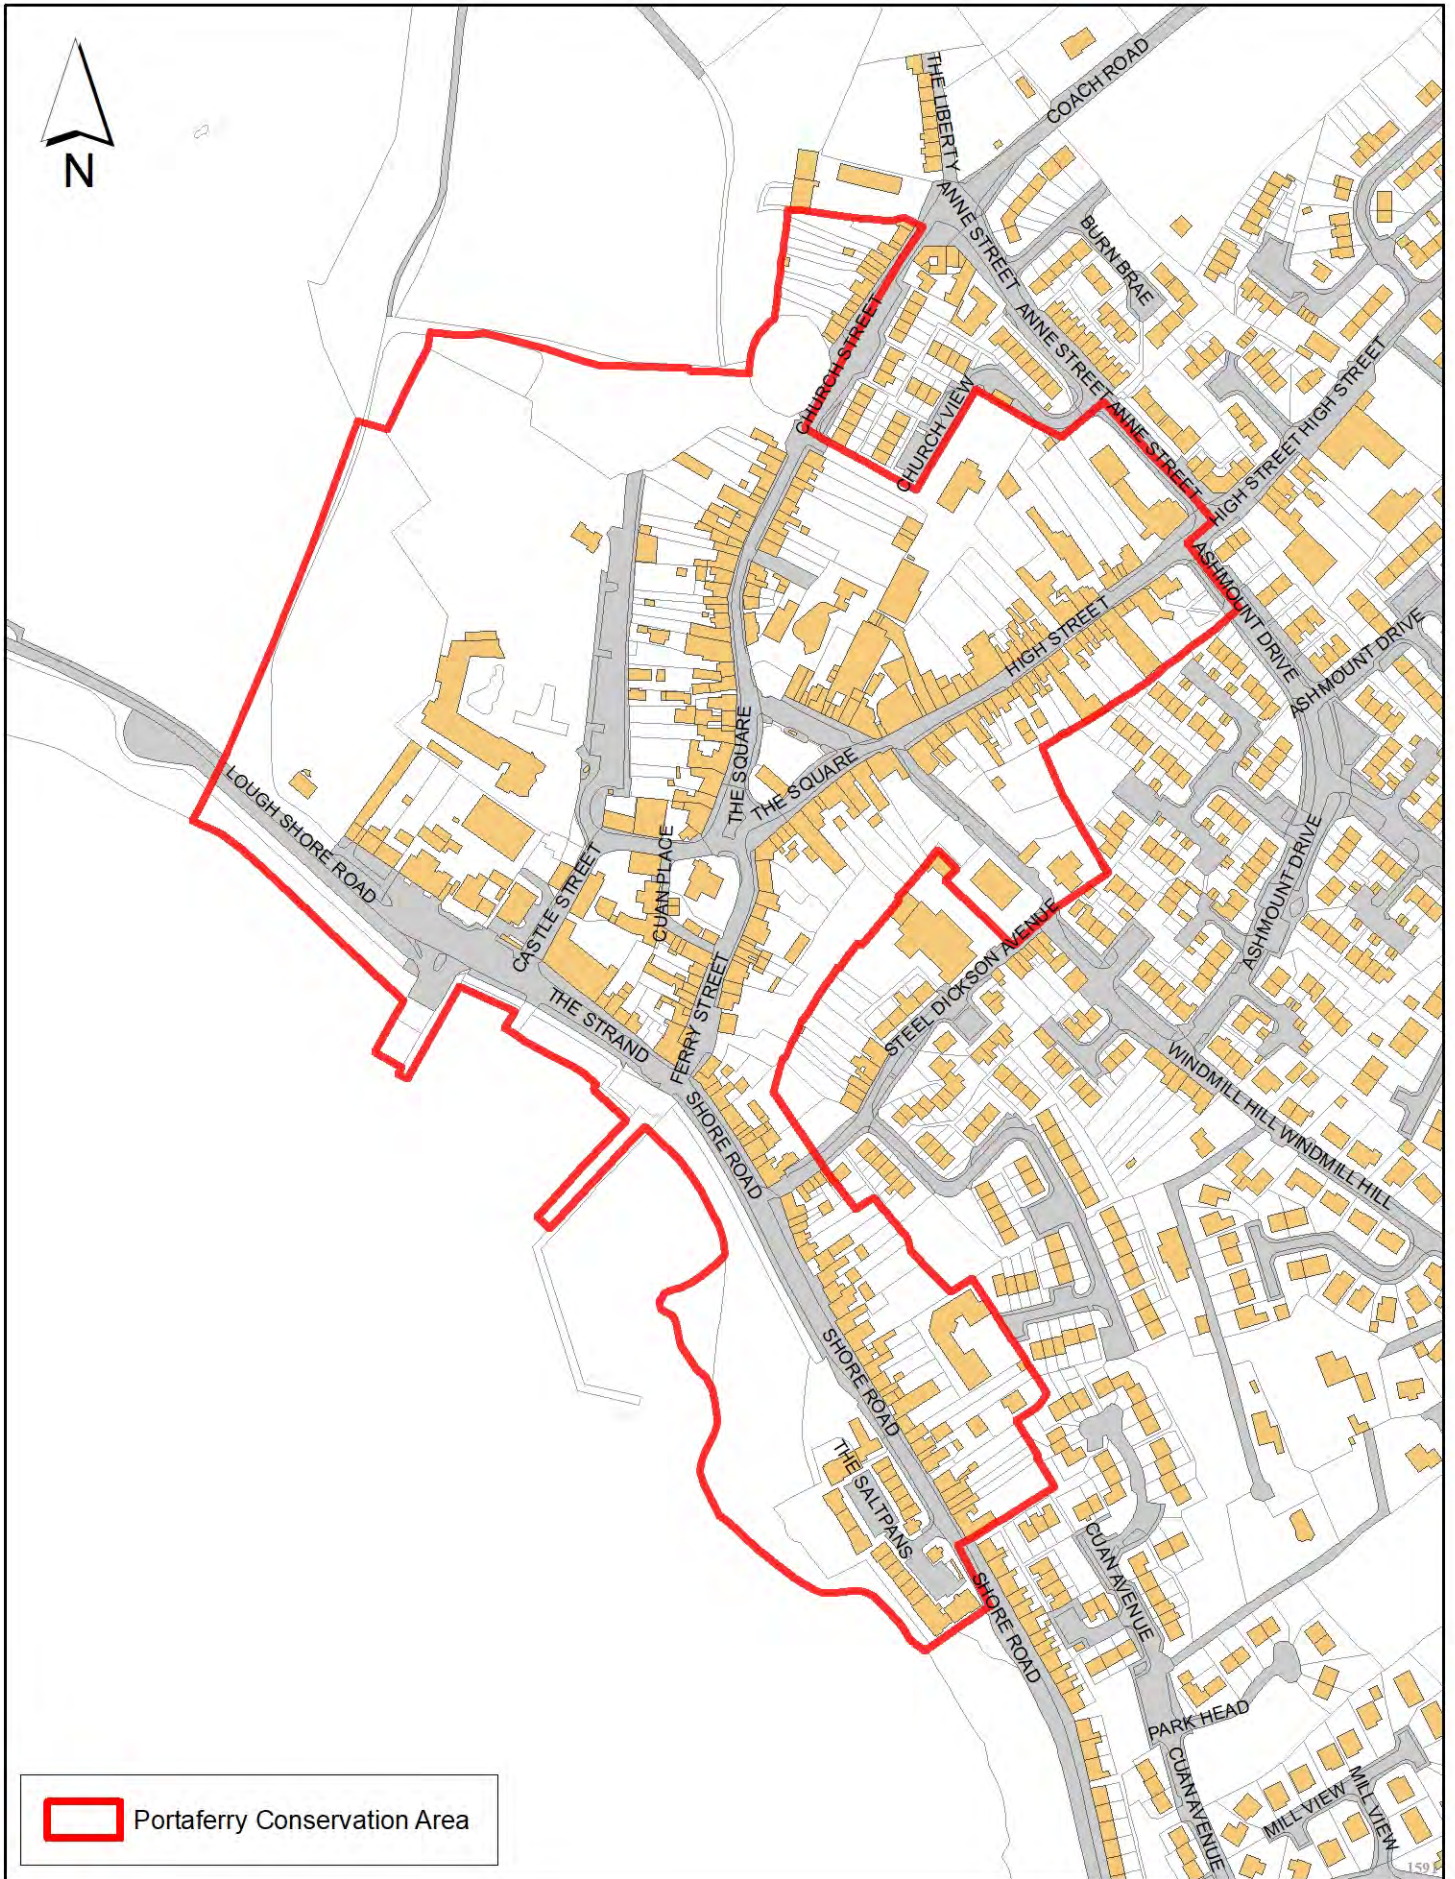 THE LIBERTY
COACH ROAD
N
ANNE STREET
BURN BRAE
CHURCH STREET
ANNE STREET
CHURCH VIEW
ANNE STREET
HIGH STREET HIGH STREET
ASHMOUNT DRIVE
HIGH STREET
ASHMOUNT DRIVE
THE SQUARE
THE SQUARE
LOUGH SHORE ROAD
CUAN PLACE
CASTLE STREET
ASHMOUNT DRIVE
STEEL DICKSON AVENUE
THE STRAND
FERRY STREET
WINDMILL HILL WINDMILL HILL
SHORE ROAD
SHORE ROAD
THE SALTPANS
CUAN AVENUE
SHORE ROAD
PARK HEAD
CUAN AVENUE
MILL VIEW
MILL VIEW
Portaferry Conservation Area
1591